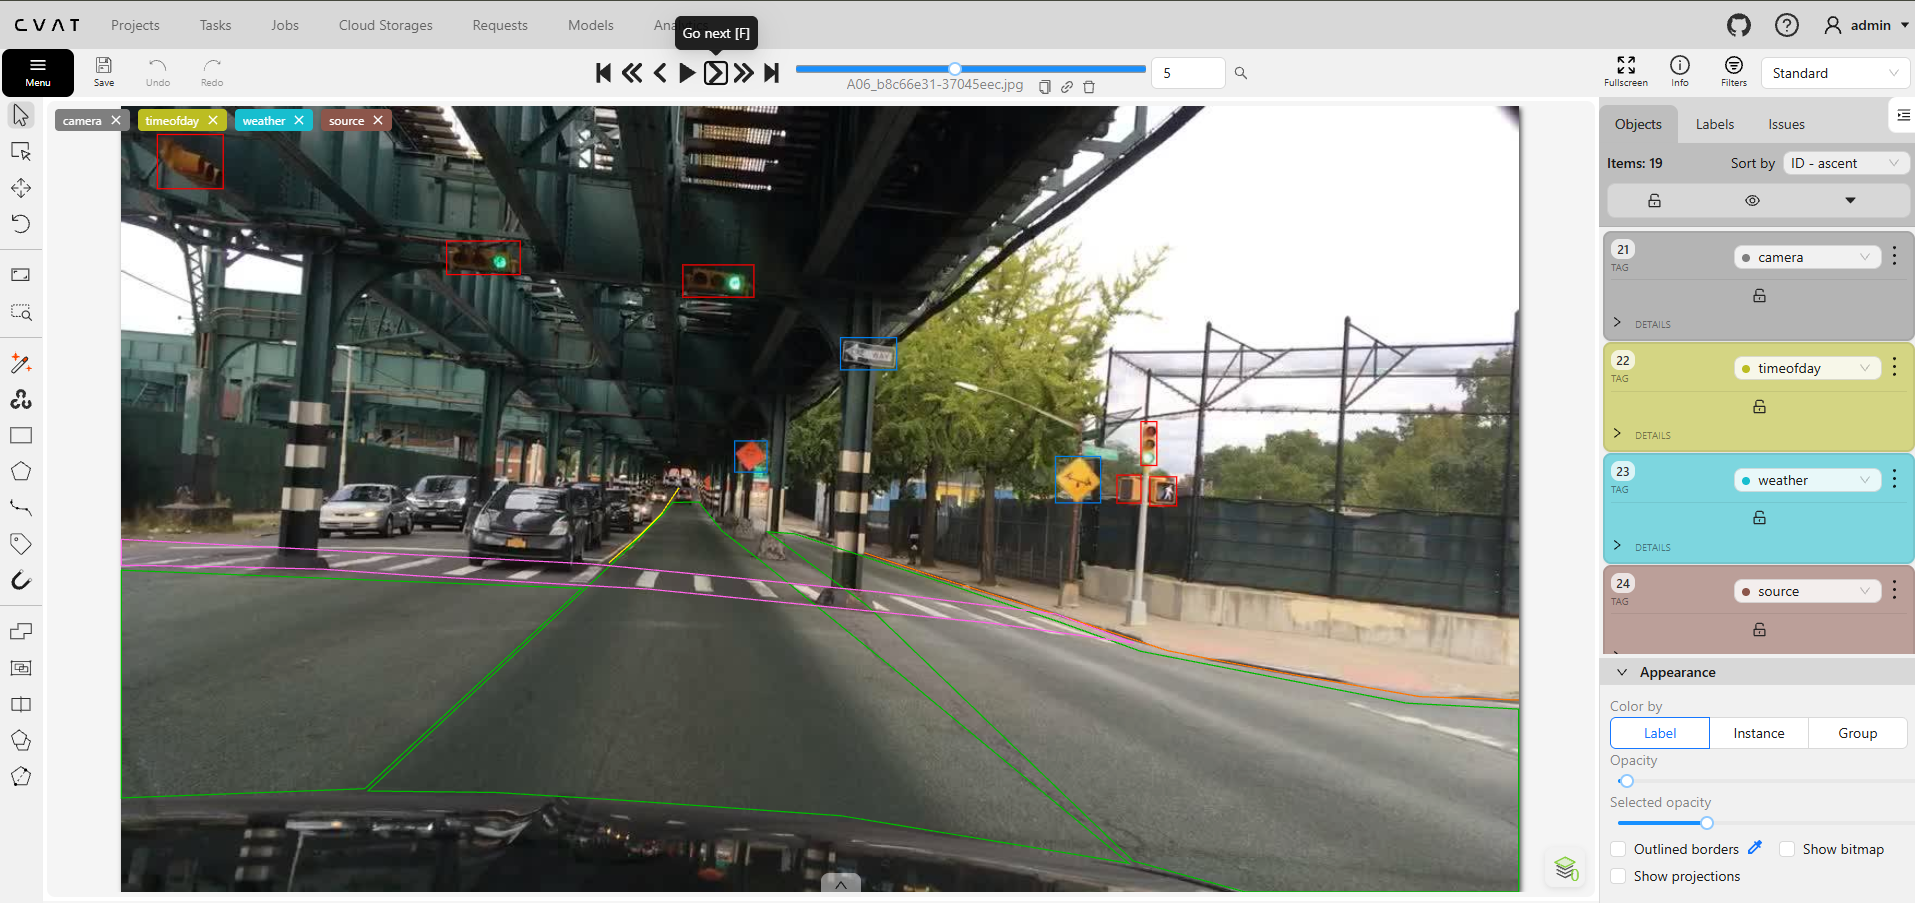 CVAT
Projects
Tasks
Jobs
Cloud Storages
Requests
Models
Go next [F]
admin
Menu
Save
Undo
Redo
A06_b8c66e31-37045eec.jpg
5
Fullscreen
Info
Filters
Standard
camera
timeofday
weather
source
WAY
Objects
Labels
Issues
Items: 19
Sort by
ID - ascent
21
TAG
camera
DETAILS
22
TAG
timeofday
DETAILS
23
TAG
weather
DETAILS
24
TAG
source
Appearance
Color by
Label
Instance
Group
Opacity
Selected opacity
Outlined borders
Show bitmap
Show projections
0